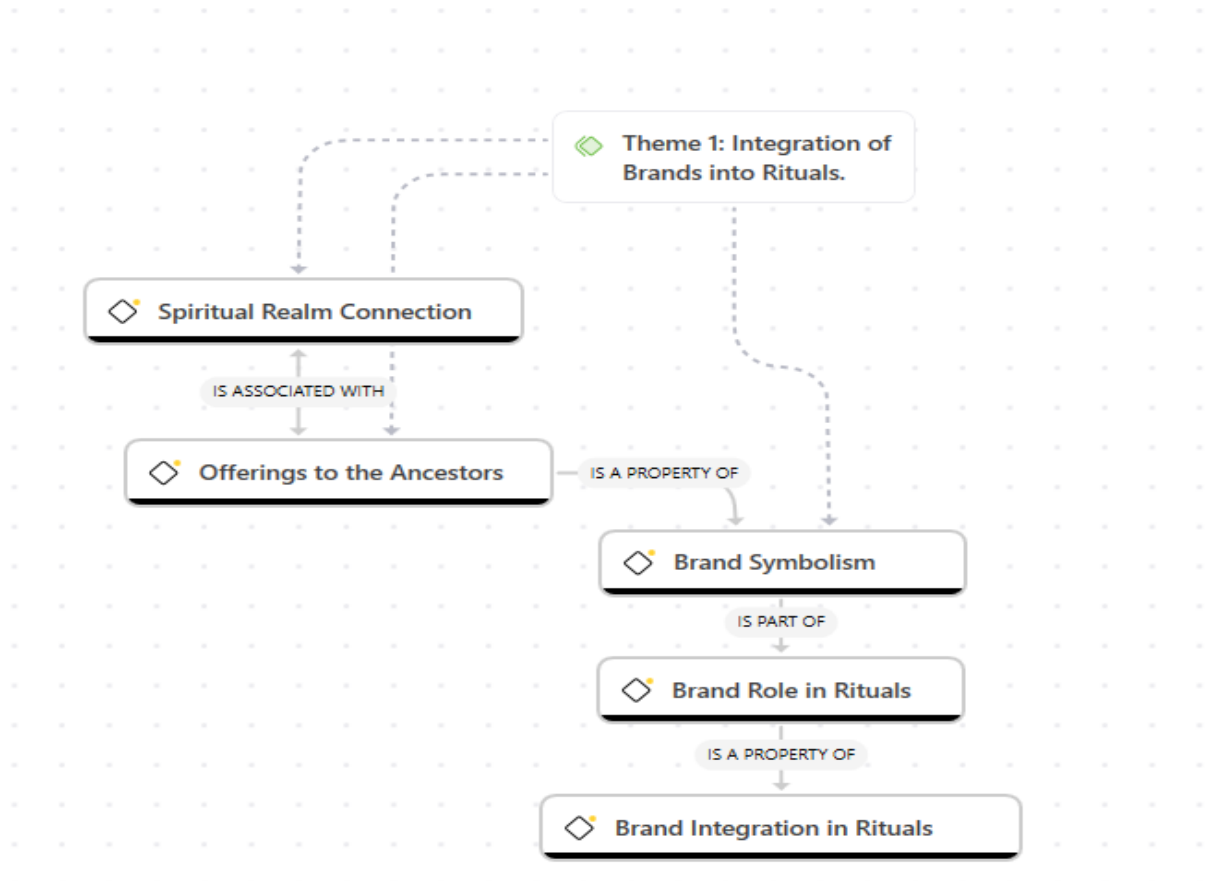 Theme 1: Integration of
Brands into Rituals.
Spiritual Realm Connection
IS ASSOCIATED WITH
Offerings to the Ancestors
IS A PROPERTY OF
Brand Symbolism
IS PART OF
Brand Role in Rituals
IS A PROPERTY OF
Brand Integration in Rituals